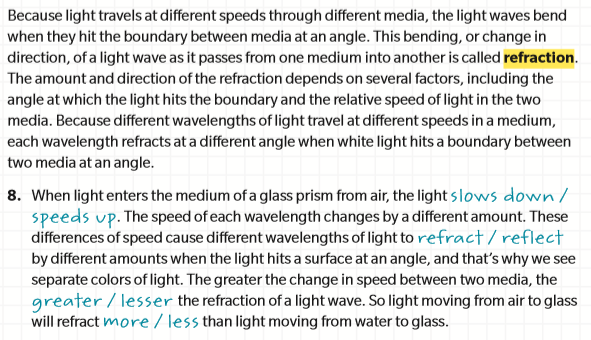 Because light travels at different speeds through different media, the light waves bend
when they hit the boundary between media at an angle. This bending, or change in
direction, of a light wave as it passes from one medium into another is called refraction.
The amount and direction of the refraction depends on several factors, including the
angle at which the light hits the boundary and the relative speed of light in the two
media. Because different wavelengths of light travel at different speeds in a medium,
each wavelength refracts at a different angle when white light hits a boundary between
two media at an angle.
8. When light enters the medium of a glass prism from air, the light slows down /
speeds up. The speed of each wavelength changes by a different amount. These
differences of speed cause different wavelengths of light to refract / reflect
by different amounts when the light hits a surface at an angle, and that's why we see
separate colors of light. The greater the change in speed between two media, the
greater / lesser the refraction of a light wave. So light moving from air to glass
will refract more / less than light moving from water to glass.